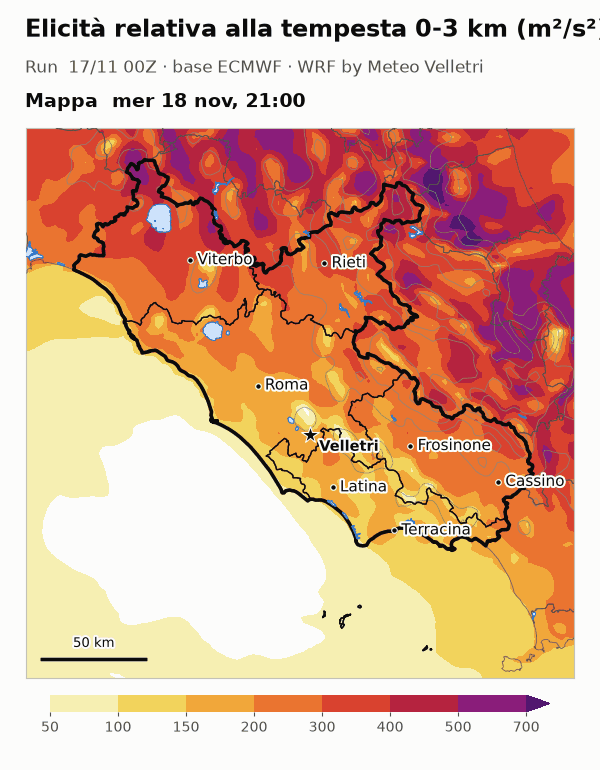 Elicità relativa alla tempesta 0-3 km (m²/s²)
Run  17/11 00Z · base ECMWF · WRF by Meteo Velletri
Mappa  mer 18 nov, 21:00
Viterbo
Rieti
Roma
Velletri
Frosinone
Cassino
Latina
Terracina
50 km
50 100 150 200 300 400 500 700